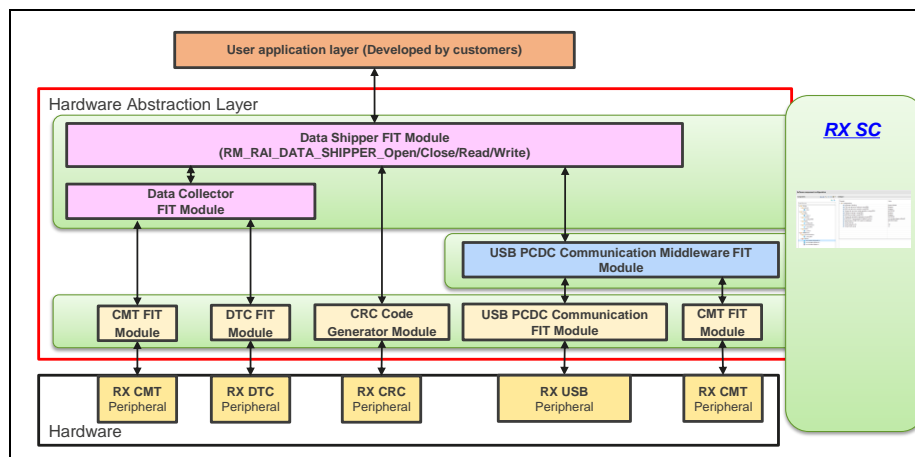 User application layer (Developed by customers)
Hardware Abstraction Layer
RX SC
Data Shipper FIT Module
(RM_RAI_DATA_SHIPPER_Open/Close/Read/Write)
Data Collector
FIT Module
USB PCDC Communication Middleware FIT
Module
CMT FIT
Module
DTC FIT
Module
CRC Code
Generator Module
USB PCDC Communication
FIT Module
CMT FIT
Module
RX CMT
Peripheral
RX DTC
Peripheral
RX CRC
Peripheral
RX USB
Peripheral
RX CMT
Peripheral
Hardware